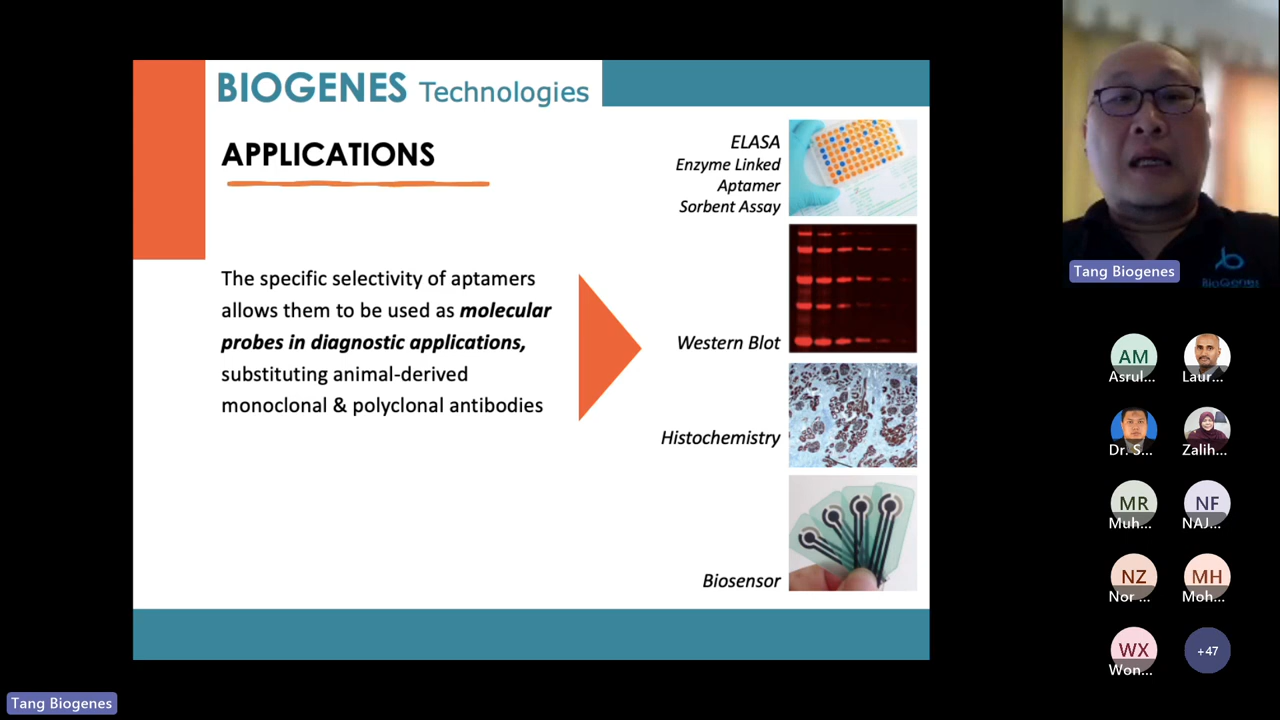 BIOGENES Technologies
APPLICATIONS
The specific selectivity of aptamers
allows them to be used as molecular
probes in diagnostic applications,
substituting animal-derived
monoclonal & polyclonal antibodies
ELASA
Enzyme Linked
Aptamer
Sorbent Assay
Western Blot
Histochemistry
Biosensor
BioGenes
Tang Biogenes
AM
Asrul...
Laur...
Dr. S...
Zalih...
MR
Muh...
NF
NAJ...
NZ
Nor ...
MH
Moh...
WX
Won...
+47
Tang Biogenes